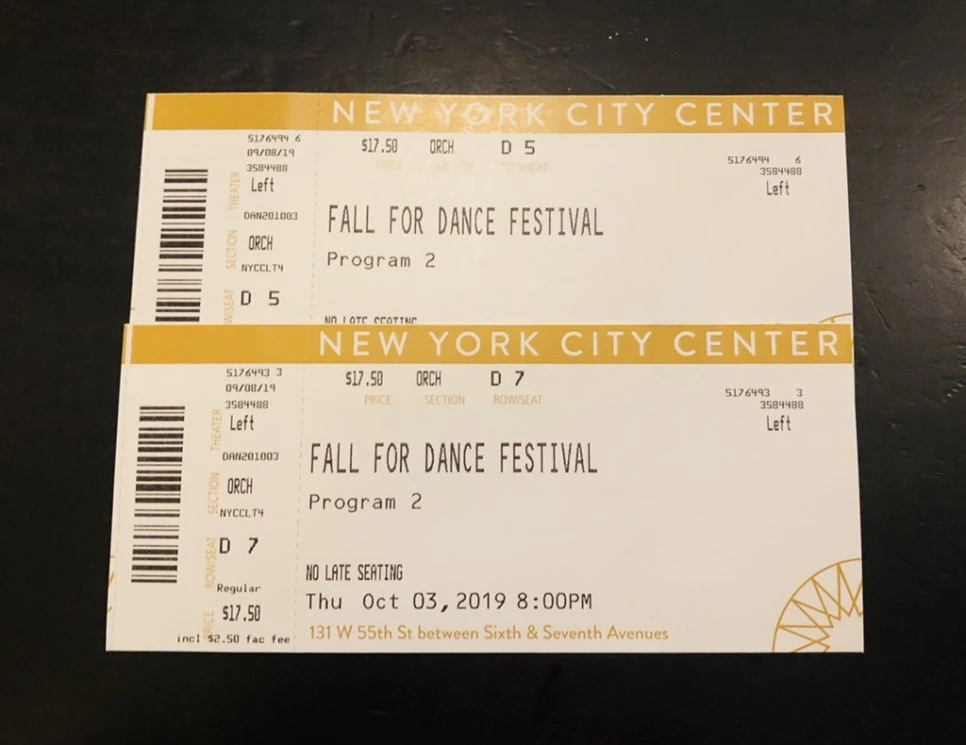 NEW YORK CITY CENTER
5176494 6
09/08/19
3584488
Left
THEATER
DAN201003
SECTION
ORCH
NYCCLT4
D 5
$17.50 ORCH D 5
PRICE ROW/SEAT
5176494 6
3584488
Left
FALL FOR DANCE FESTIVAL
Program 2
NO LATE SEATING
NEW YORK CITY CENTER
5176493 3
09/08/19
3584488
Left
THEATER
DAN201003
SECTION
ORCH
NYCCLT4
ROW/SEAT
D 7
Regular
$17.50
incl $2.50 fac fee
$17.50 ORCH D 7
PRICE SECTION ROW/SEAT
5176493 3
3584488
Left
FALL FOR DANCE FESTIVAL
Program 2
NO LATE SEATING
Thu Oct 03, 2019 8:00PM
131 W 55th St between Sixth & Seventh Avenues